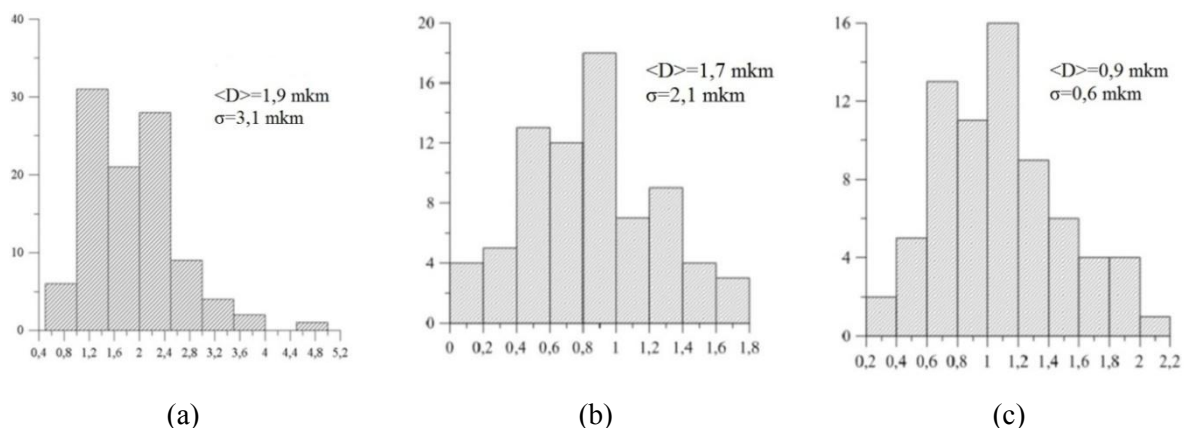 40
30
20
10
0
<D>=1,9 mkm
σ=3,1 mkm
0,4 0,8 1,2 1,6 2 2,4 2,8 3,2 3,6 4 4,4 4,8 5,2
(a)
20
16
12
8
4
0
<D>=1,7 mkm
σ=2,1 mkm
0 0,2 0,4 0,6 0,8 1 1,2 1,4 1,6 1,8
(b)
16
12
8
4
0
<D>=0,9 mkm
σ=0,6 mkm
0,2 0,4 0,6 0,8 1 1,2 1,4 1,6 1,8 2 2,2
(c)